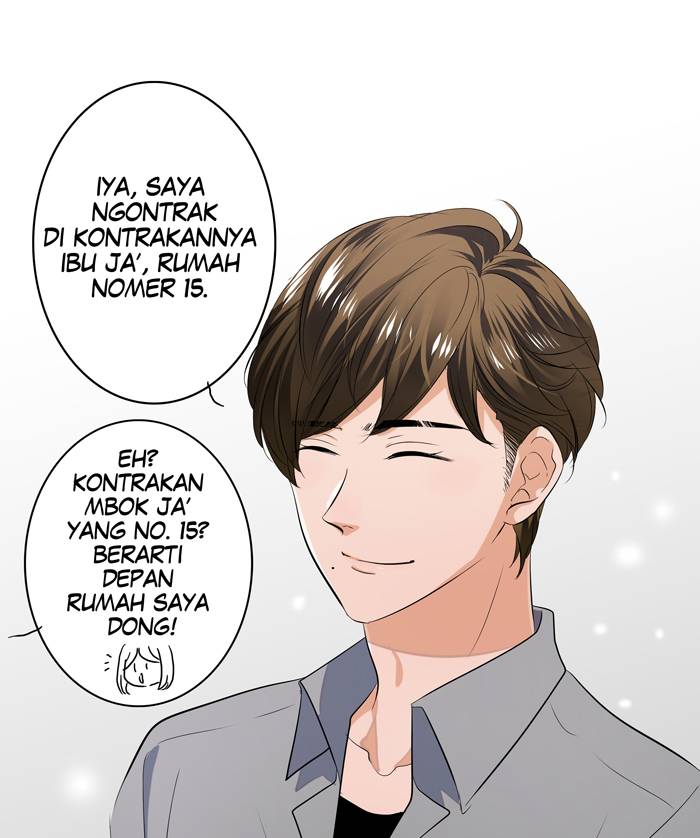 IYA, SAYA
NGONTRAK
DI KONTRAKANNYA
IBU JA', RUMAH
NOMER 15.
EH?
KONTRAKAN
MBOK JA'
YANG NO. 15?
BERARTI
DEPAN
RUMAH SAYA
DONG!